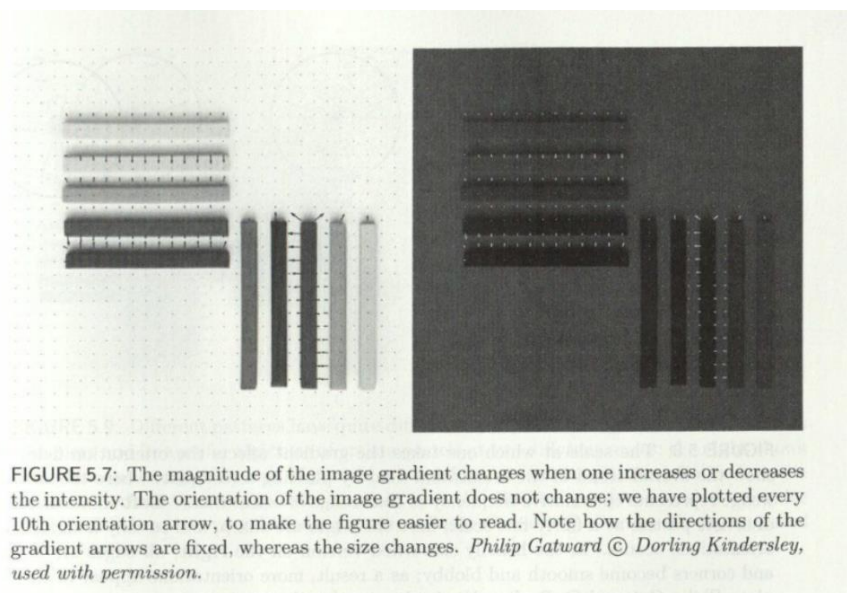 FIGURE 5.7: The magnitude of the image gradient changes when one increases or decreases
the intensity. The orientation of the image gradient does not change; we have plotted every
10th orientation arrow, to make the figure easier to read. Note how the directions of the
gradient arrows are fixed, whereas the size changes. Philip Gatward © Dorling Kindersley,
used with permission.